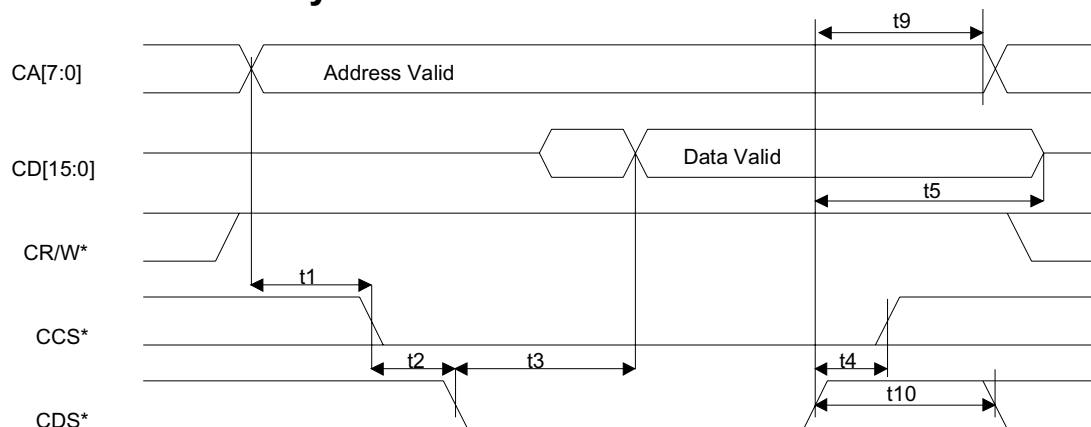 t9
CA[7:0]
Address Valid
CD[15:0]
Data Valid
t5
CR/W*
t1
CCS*
t2
t3
t4
t10
CDS*